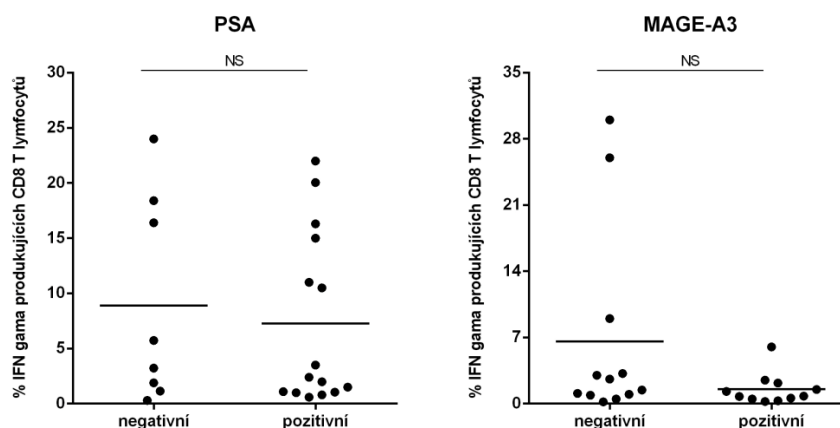 PSA
NS
% IFN gama produkujících CD8 T lymfocytů
30
25
20
15
10
5
0
negativní
pozitivní
MAGE-A3
NS
% IFN gama produkujících CD8 T lymfocytů
35
28
21
14
7
0
negativní
pozitivní